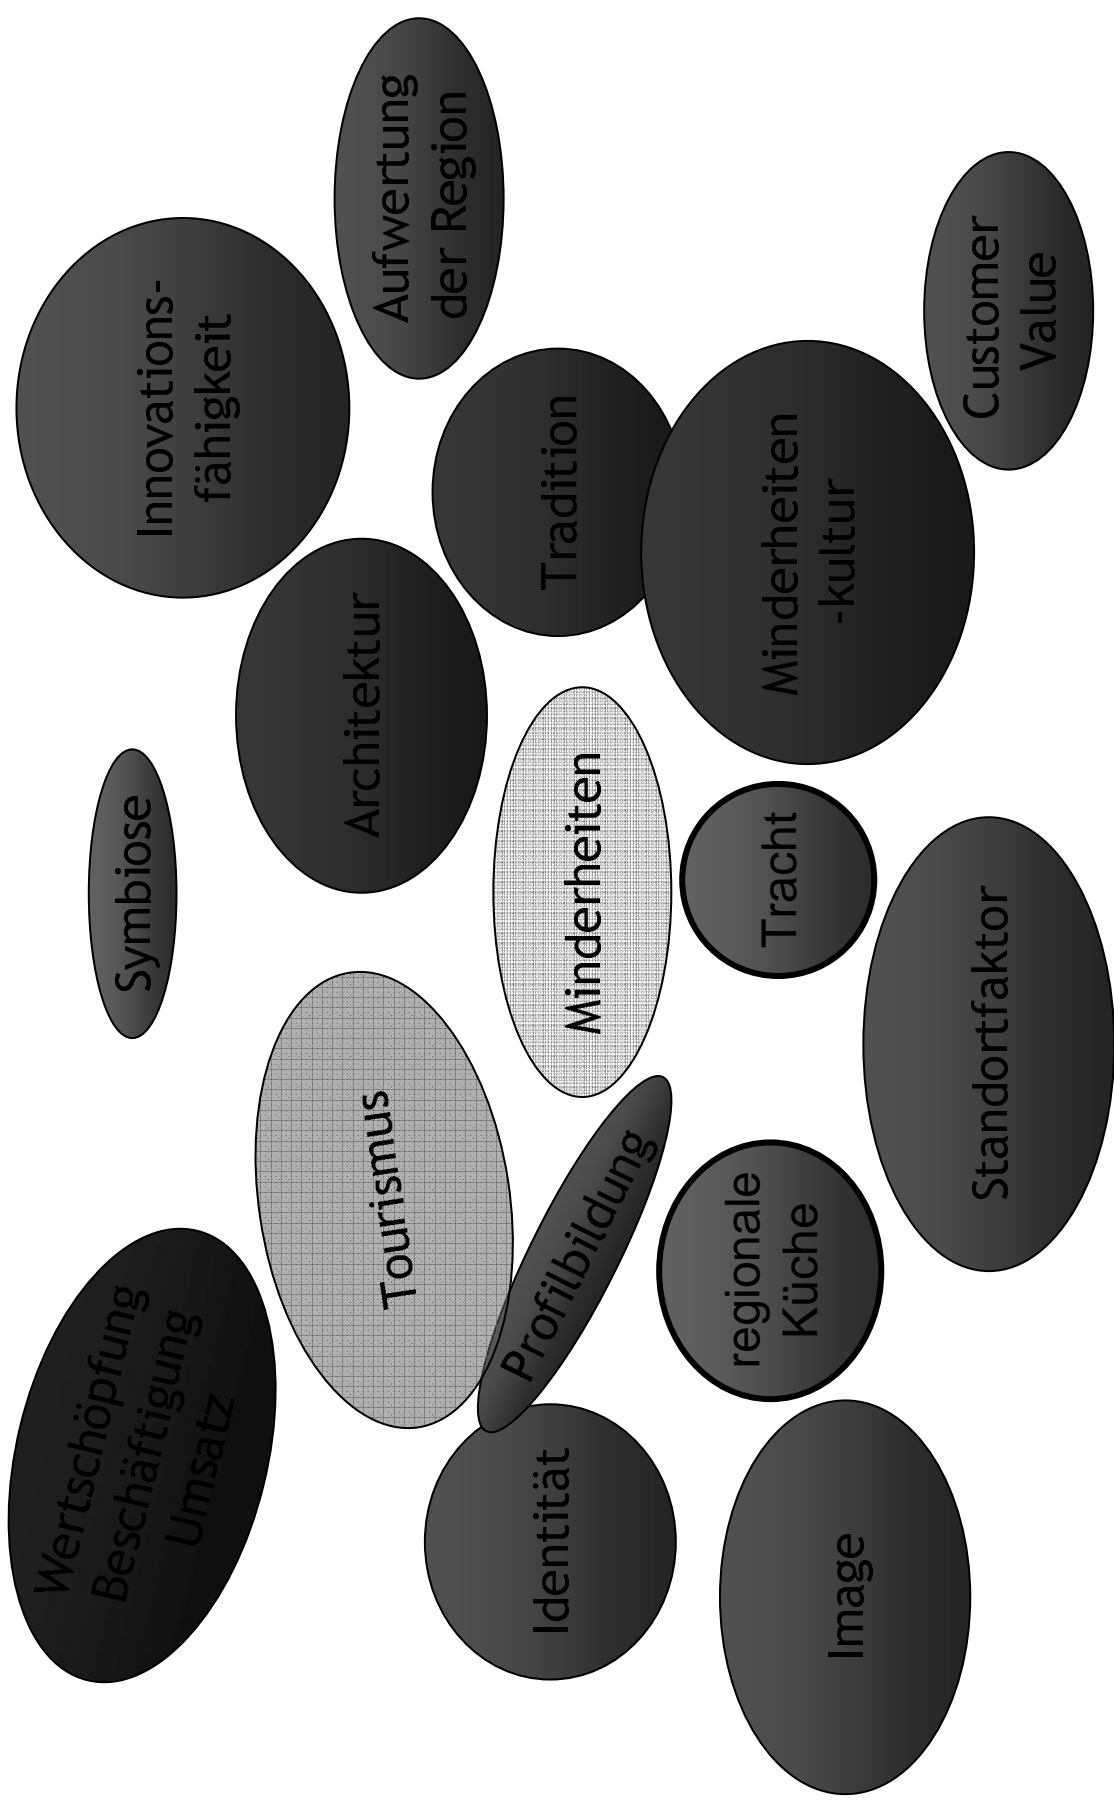 Wertschöpfung
Beschäftigung
Umsatz
Symbiose
Innovations-
fähigkeit
Tourismus
Architektur
Aufwertung
der Region
Identität
Profilbildung
Minderheiten
Tradition
regionale
Küche
Tracht
Minderheiten
-kultur
Image
Standortfaktor
Customer
Value